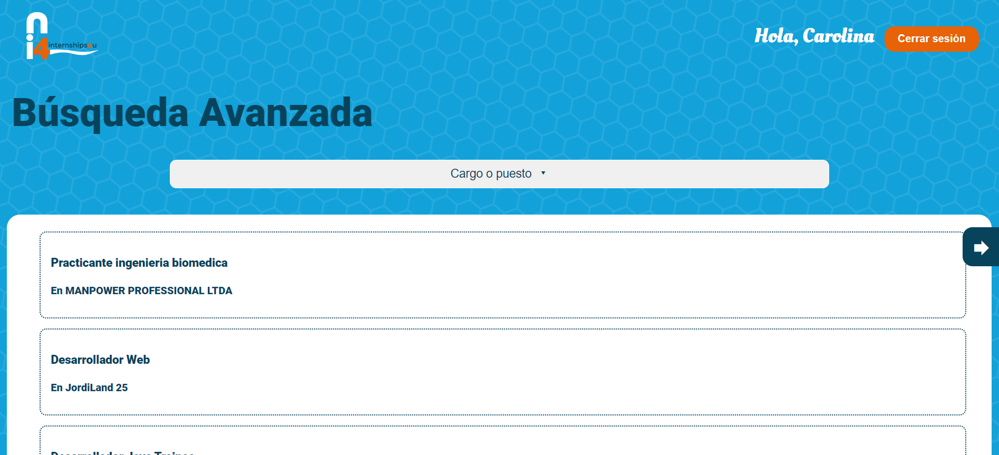 internships4u
Hola, Carolina
Cerrar sesión
Búsqueda Avanzada
Cargo o puesto
Practicante ingenieria biomedica
En MANPOWER PROFESSIONAL LTDA
Desarrollador Web
En JordiLand 25
Desarrollador Java Trainee